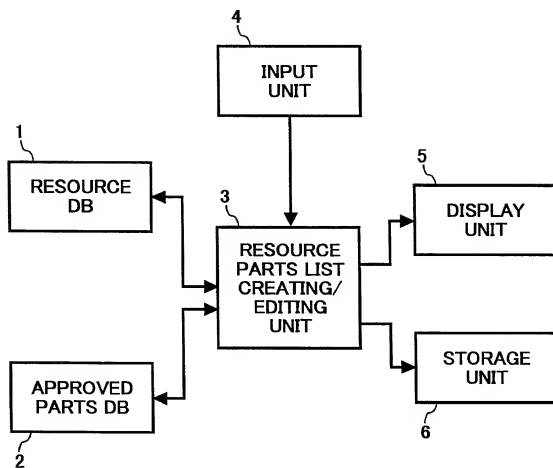 4
INPUT
UNIT
1
RESOURCE
DB
3
RESOURCE
PARTS LIST
CREATING/
EDITING
UNIT
5
DISPLAY
UNIT
APPROVED
PARTS DB
2
STORAGE
UNIT
6